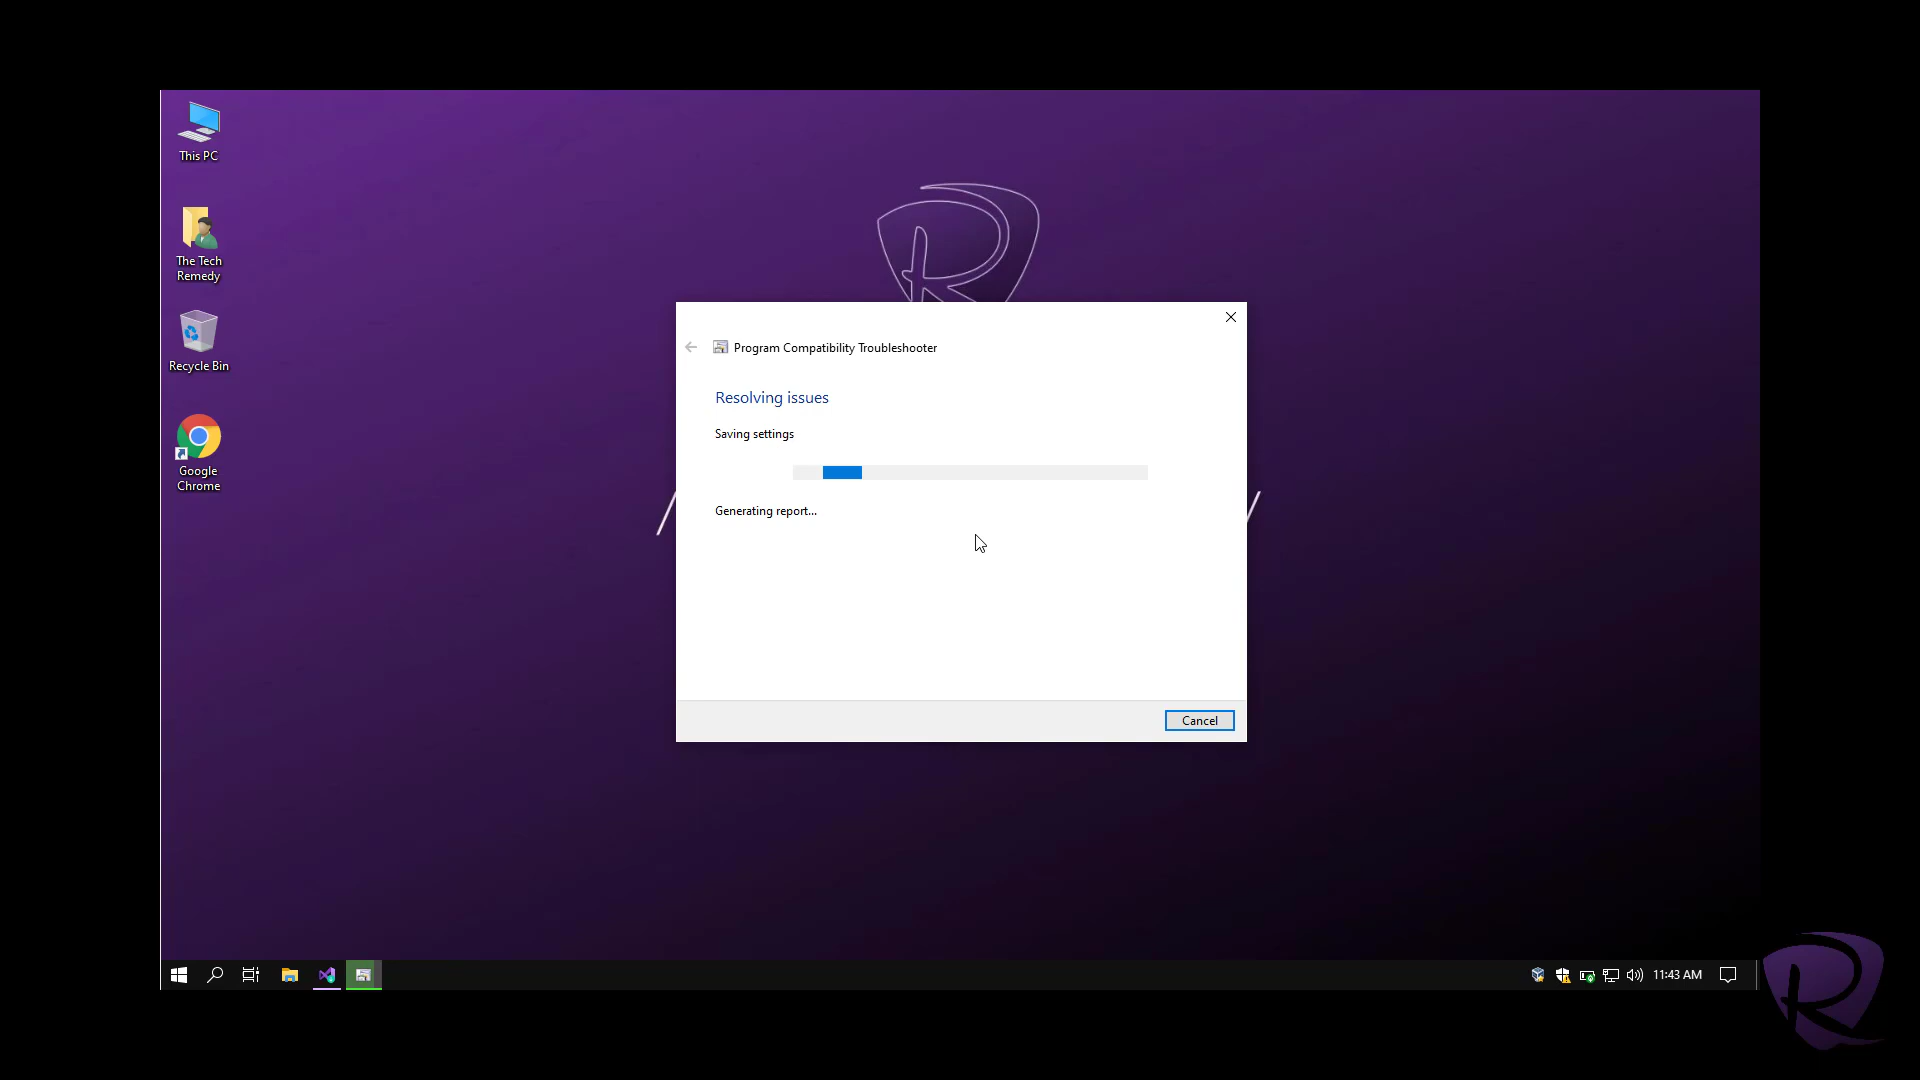 This PC
The Tech
Remedy
Recycle Bin
Google
Chrome
Program Compatibility Troubleshooter
Resolving issues
Saving settings
Generating report...
Cancel
11:43 AM